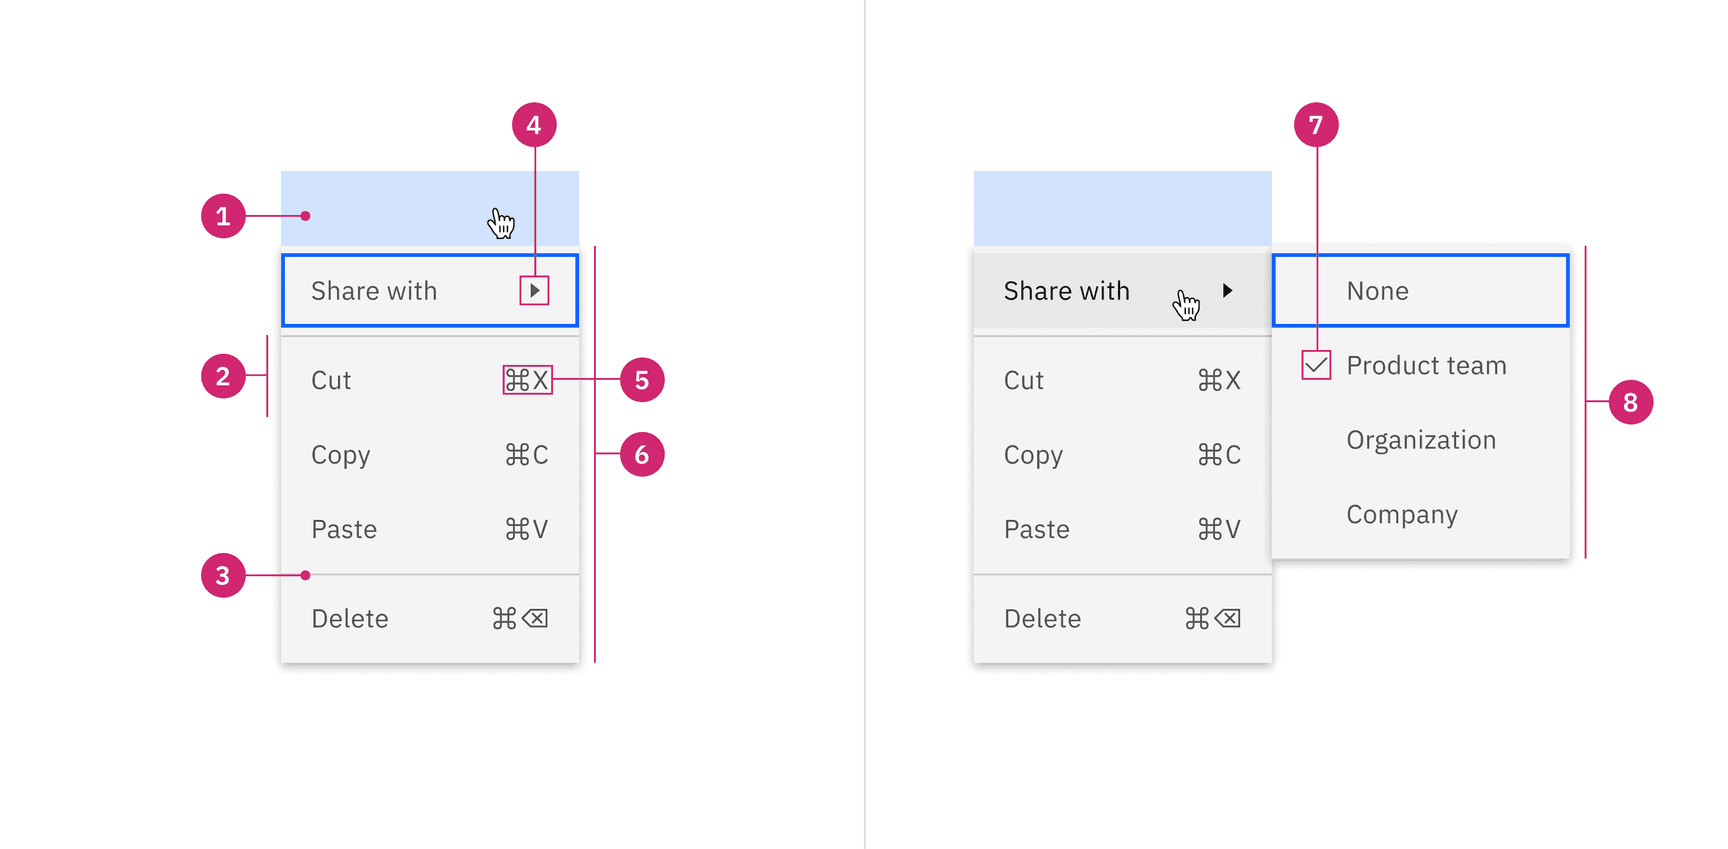 4
1
Share with
2
Cut ⌘X
5
Copy ⌘C
6
Paste ⌘V
3
Delete ⌘⌫
7
Share with
None
Cut ⌘X
Product team
8
Copy ⌘C
Organization
Paste ⌘V
Company
Delete ⌘⌫